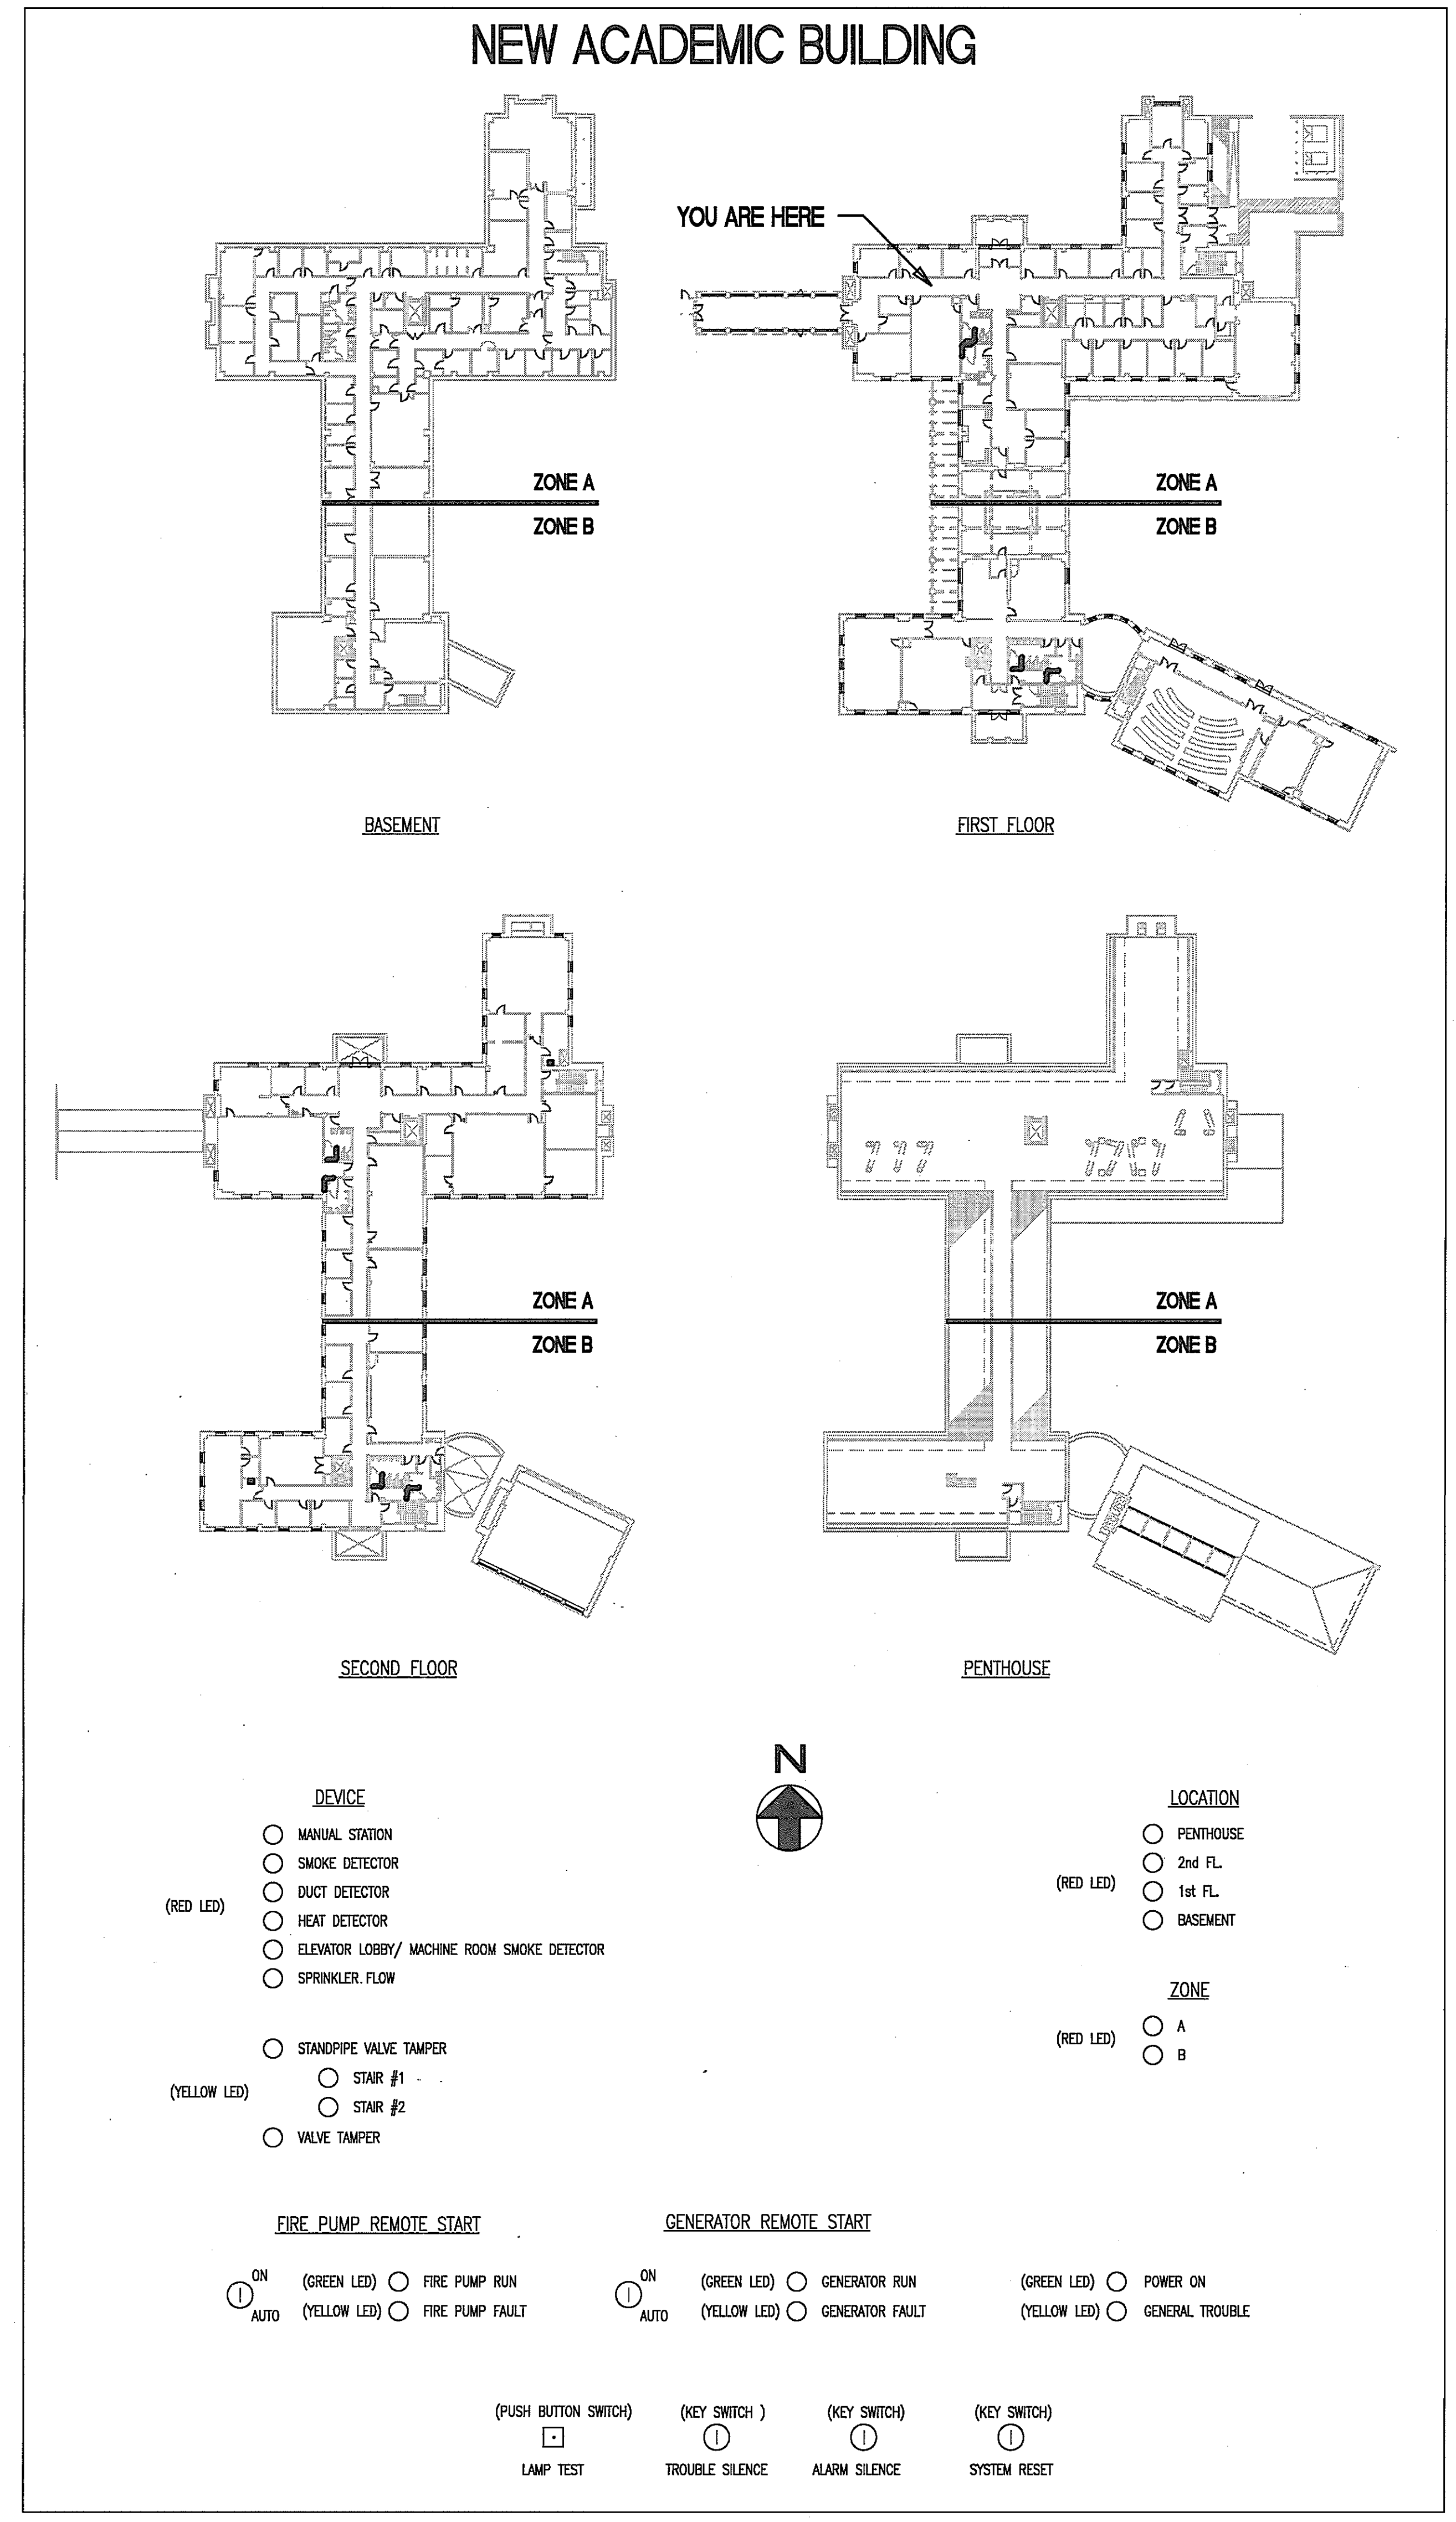 NEW ACADEMIC BUILDING
YOU ARE HERE
ZONE A
ZONE B
ZONE A
ZONE B
BASEMENT
FIRST FLOOR
ZONE A
ZONE B
ZONE A
ZONE B
SECOND FLOOR
PENTHOUSE
N
DEVICE
MANUAL STATION
SMOKE DETECTOR
DUCT DETECTOR
(RED LED)
HEAT DETECTOR
ELEVATOR LOBBY/ MACHINE ROOM SMOKE DETECTOR
SPRINKLER.FLOW
STANDPIPE VALVE TAMPER
STAIR #1
(YELLOW LED)
STAIR #2
VALVE TAMPER
LOCATION
PENTHOUSE
2nd FL.
(RED LED)
1st FL.
BASEMENT
ZONE
A
(RED LED)
B
FIRE PUMP REMOTE START
ON
AUTO
(GREEN LED) FIRE PUMP RUN
(YELLOW LED) FIRE PUMP FAULT
GENERATOR REMOTE START
ON
AUTO
(GREEN LED) GENERATOR RUN
(YELLOW LED) GENERATOR FAULT
(GREEN LED) POWER ON
(YELLOW LED) GENERAL TROUBLE
(PUSH BUTTON SWITCH)
LAMP TEST
(KEY SWITCH )
TROUBLE SILENCE
(KEY SWITCH)
ALARM SILENCE
(KEY SWITCH)
SYSTEM RESET